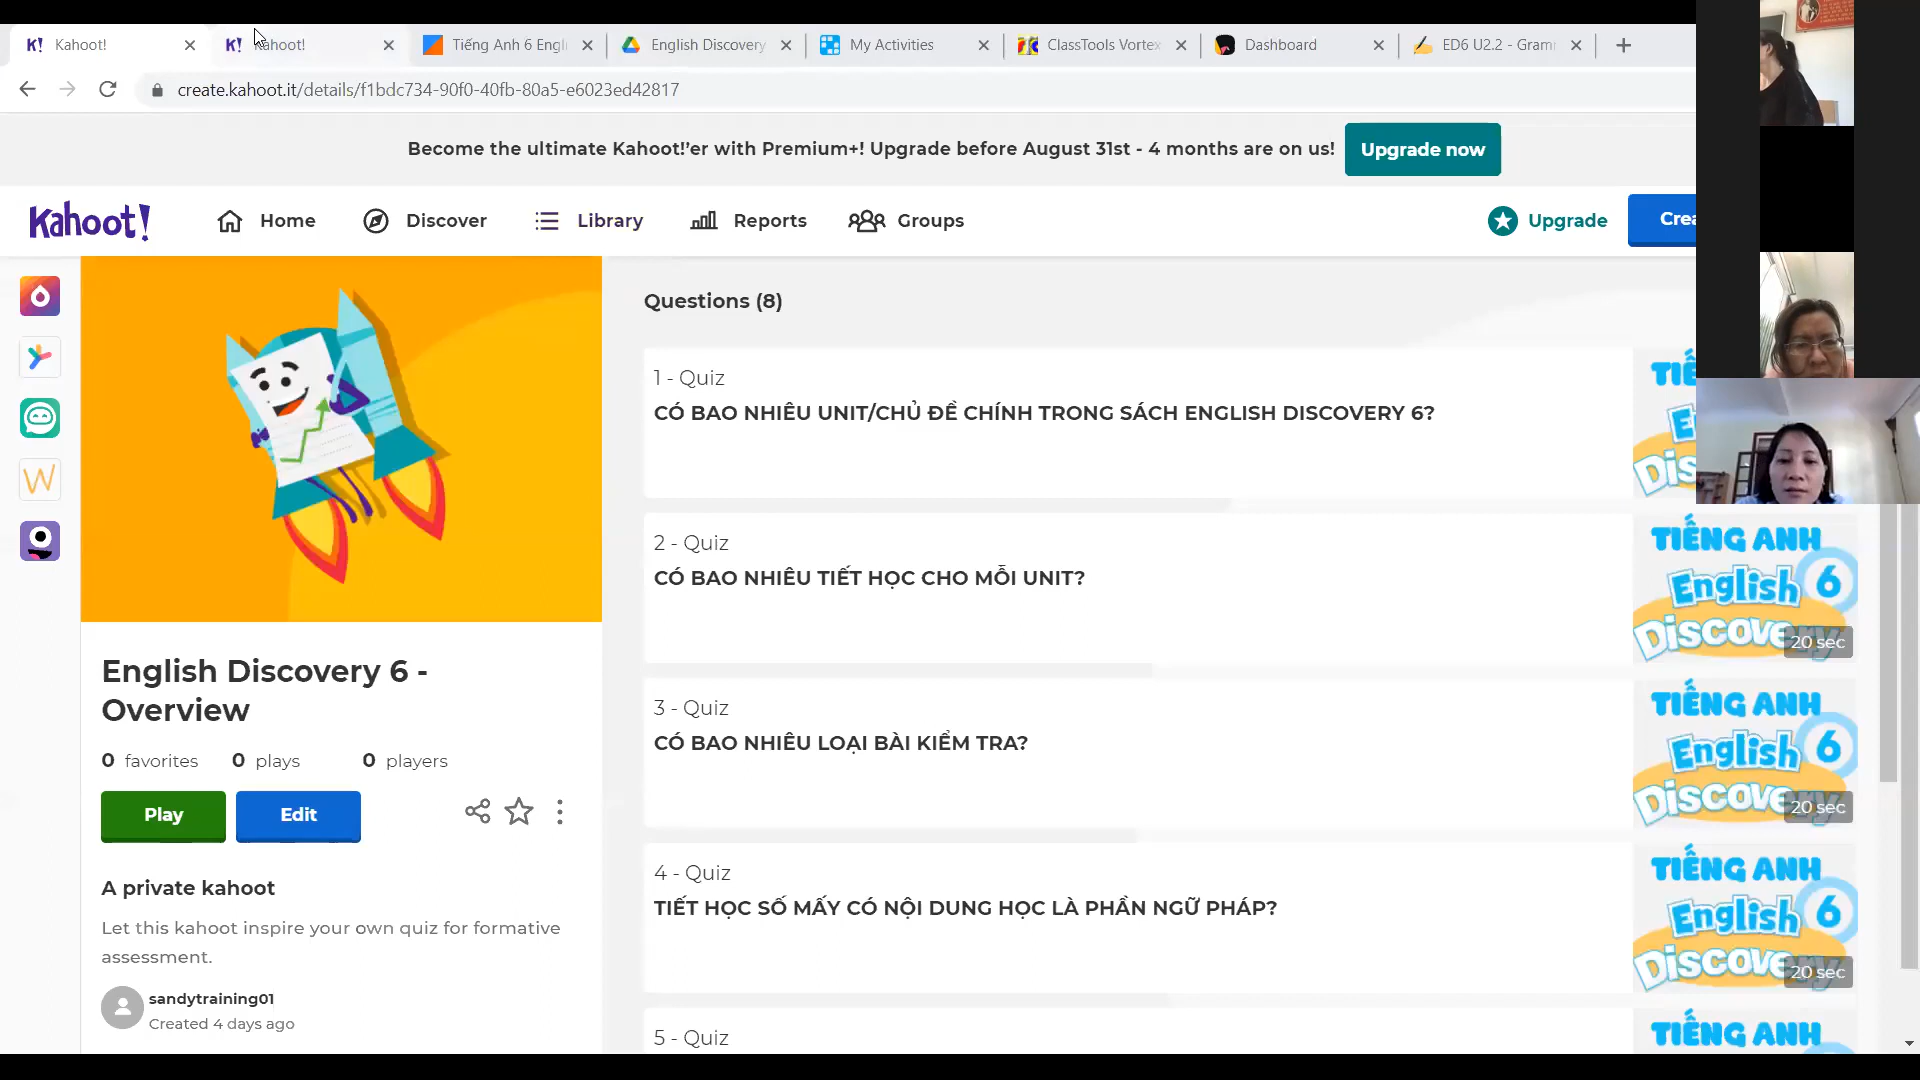 Kahoot!
Kahoot!
Tiếng Anh 6 Engl
English Discovery
My Activities
ClassTools Vortex
Dashboard
ED6 U2.2 - Gram
create.kahoot.it/details/f1bdc734-90f0-40fb-80a5-e6023ed42817
Become the ultimate Kahoot!'er with Premium+! Upgrade before August 31st - 4 months are on us!
Upgrade now
Kahoot!
Home
Discover
Library
Reports
Groups
Upgrade
Crea
Questions (8)
1 - Quiz
CÓ BAO NHIÊU UNIT/CHỦ ĐỀ CHÍNH TRONG SÁCH ENGLISH DISCOVERY 6?
TIẾ
E
Dis
2 - Quiz
CÓ BAO NHIÊU TIẾT HỌC CHO MỖI UNIT?
TIẾNG ANH
English 6
Discovery
20 sec
3 - Quiz
CÓ BAO NHIÊU LOẠI BÀI KIỂM TRA?
TIẾNG ANH
English 6
Discovery
20 sec
4 - Quiz
TIẾT HỌC SỐ MẤY CÓ NỘI DUNG HỌC LÀ PHẦN NGỮ PHÁP?
TIẾNG ANH
English 6
Discovery
20 sec
5 - Quiz
TIẾNG ANH
English Discovery 6 -
Overview
0 favorites
0 plays
0 players
Play
Edit
A private kahoot
Let this kahoot inspire your own quiz for formative
assessment.
sandytraining01
Created 4 days ago